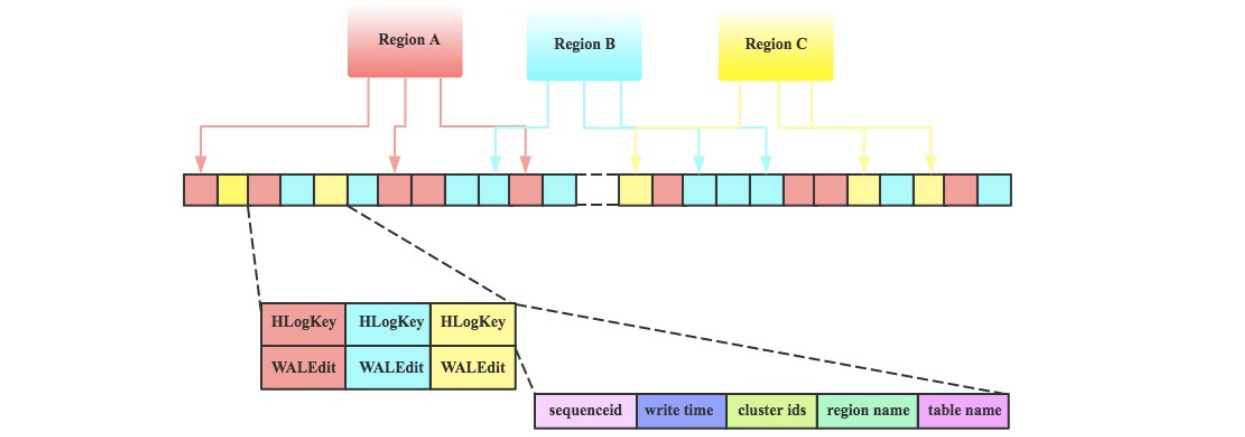 Region A
Region B
Region C
HLogKey HLogKey HLogKey
WALEdit WALEdit WALEdit
sequenceid write time cluster ids region name table name